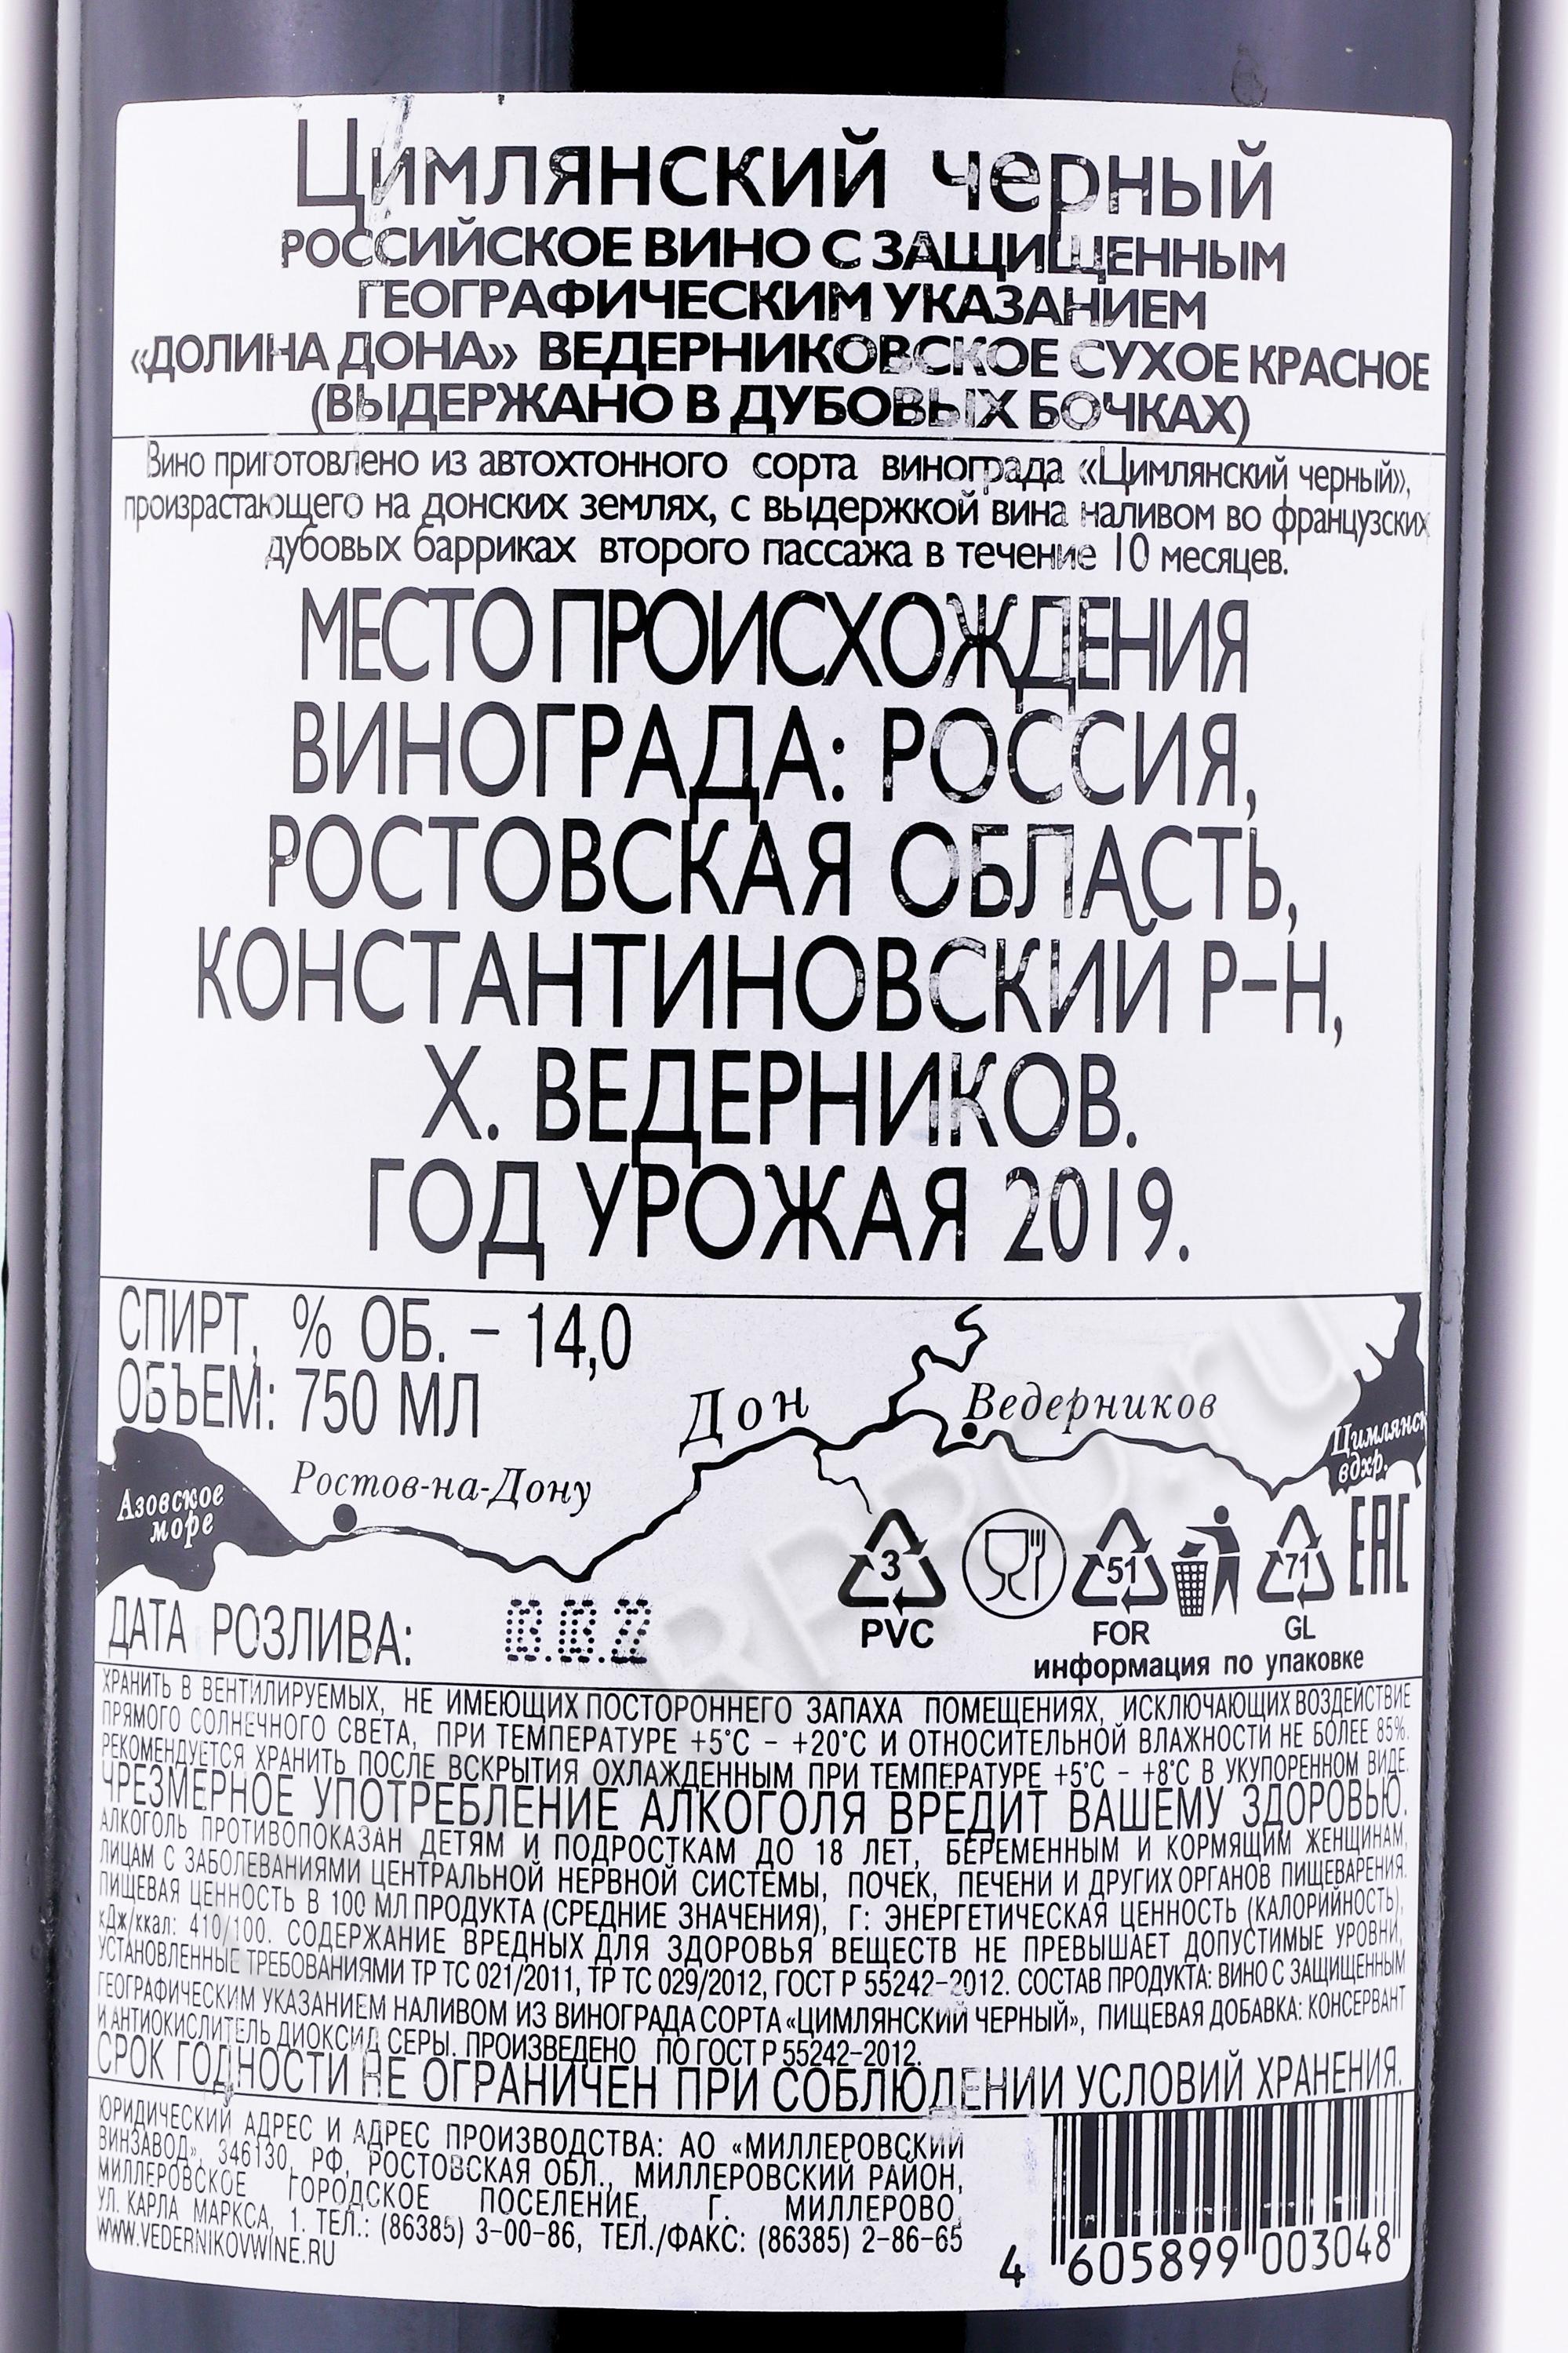 Цимлянский черный
РОССИЙСКОЕ ВИНО С ЗАЩИЩЕННЫМ
ГЕОГРАФИЧЕСКИМ УКАЗАНИЕМ
«ДОЛИНА ДОНА» ВЕДЕРНИКОВСКОЕ СУХОЕ КРАСНОЕ
(ВЫДЕРЖАНО В ДУБОВЫХ БОЧКАХ)
Вино приготовлено из автохтонного сорта винограда «Цимлянский черный»,
произрастающего на донских землях, с выдержкой вина наливом во французских
дубовых барриках второго пассажа в течение 10 месяцев.
МЕСТО ПРОИСХОЖДЕНИЯ
ВИНОГРАДА: РОССИЯ,
РОСТОВСКАЯ ОБЛАСТЬ,
КОНСТАНТИНОВСКИЙ Р-Н,
Х. ВЕДЕРНИКОВ.
ГОД УРОЖАЯ 2019.
СПИРТ, % ОБ. – 14,0
ОБЪЕМ: 750 МЛ
Дон
Ведерников
Цимлянск
вдхр.
Ростов-на-Дону
Азовское
море
3
51
71
EAC
PVC
FOR
GL
информация по упаковке
ДАТА РОЗЛИВА: 03.03.22
ХРАНИТЬ В ВЕНТИЛИРУЕМЫХ, НЕ ИМЕЮЩИХ ПОСТОРОННЕГО ЗАПАХА ПОМЕЩЕНИЯХ, ИСКЛЮЧАЮЩИХ ВОЗДЕЙСТВИЕ
ПРЯМОГО СОЛНЕЧНОГО СВЕТА, ПРИ ТЕМПЕРАТУРЕ +5°С – +20°С И ОТНОСИТЕЛЬНОЙ ВЛАЖНОСТИ НЕ БОЛЕЕ 85%.
РЕКОМЕНДУЕТСЯ ХРАНИТЬ ПОСЛЕ ВСКРЫТИЯ ОХЛАЖДЕННЫМ ПРИ ТЕМПЕРАТУРЕ +5°С – +8°С В УКУПОРЕННОМ ВИДЕ.
ЧРЕЗМЕРНОЕ УПОТРЕБЛЕНИЕ АЛКОГОЛЯ ВРЕДИТ ВАШЕМУ ЗДОРОВЬЮ.
АЛКОГОЛЬ ПРОТИВОПОКАЗАН ДЕТЯМ И ПОДРОСТКАМ ДО 18 ЛЕТ, БЕРЕМЕННЫМ И КОРМЯЩИМ ЖЕНЩИНАМ,
ЛИЦАМ С ЗАБОЛЕВАНИЯМИ ЦЕНТРАЛЬНОЙ НЕРВНОЙ СИСТЕМЫ, ПОЧЕК, ПЕЧЕНИ И ДРУГИХ ОРГАНОВ ПИЩЕВАРЕНИЯ.
ПИЩЕВАЯ ЦЕННОСТЬ В 100 МЛ ПРОДУКТА (СРЕДНИЕ ЗНАЧЕНИЯ), Г: ЭНЕРГЕТИЧЕСКАЯ ЦЕННОСТЬ (КАЛОРИЙНОСТЬ),
кДж/ккал: 410/100. СОДЕРЖАНИЕ ВРЕДНЫХ ДЛЯ ЗДОРОВЬЯ ВЕЩЕСТВ НЕ ПРЕВЫШАЕТ ДОПУСТИМЫЕ УРОВНИ,
УСТАНОВЛЕННЫЕ ТРЕБОВАНИЯМИ ТР ТС 021/2011, ТР ТС 029/2012, ГОСТ Р 55242-2012. СОСТАВ ПРОДУКТА: ВИНО С ЗАЩИЩЕННЫМ
ГЕОГРАФИЧЕСКИМ УКАЗАНИЕМ НАЛИВОМ ИЗ ВИНОГРАДА СОРТА «ЦИМЛЯНСКИЙ ЧЕРНЫЙ», ПИЩЕВАЯ ДОБАВКА: КОНСЕРВАНТ
И АНТИОКИСЛИТЕЛЬ ДИОКСИД СЕРЫ. ПРОИЗВЕДЕНО ПО ГОСТ Р 55242-2012.
СРОК ГОДНОСТИ НЕ ОГРАНИЧЕН ПРИ СОБЛЮДЕНИИ УСЛОВИЙ ХРАНЕНИЯ.
ЮРИДИЧЕСКИЙ АДРЕС И АДРЕС ПРОИЗВОДСТВА: АО «МИЛЛЕРОВСКИЙ
ВИНЗАВОД», 346130, РФ, РОСТОВСКАЯ ОБЛ., МИЛЛЕРОВСКИЙ РАЙОН,
МИЛЛЕРОВСКОЕ ГОРОДСКОЕ ПОСЕЛЕНИЕ, Г. МИЛЛЕРОВО,
УЛ. КАРЛА МАРКСА, 1. ТЕЛ.: (86385) 3-00-86, ТЕЛ./ФАКС: (86385) 2-86-65
WWW.VEDERNIKOVWINE.RU
4 605899 003048